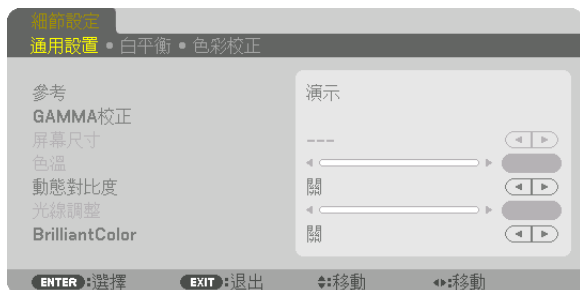 細節設定
通用設置 • 白平衡 • 色彩校正
參考 演示
GAMMA校正
屏幕尺寸 ---
色溫
動態對比度 關
光線調整
BrilliantColor 關
ENTER:選擇 EXIT:退出 :移動 :移動